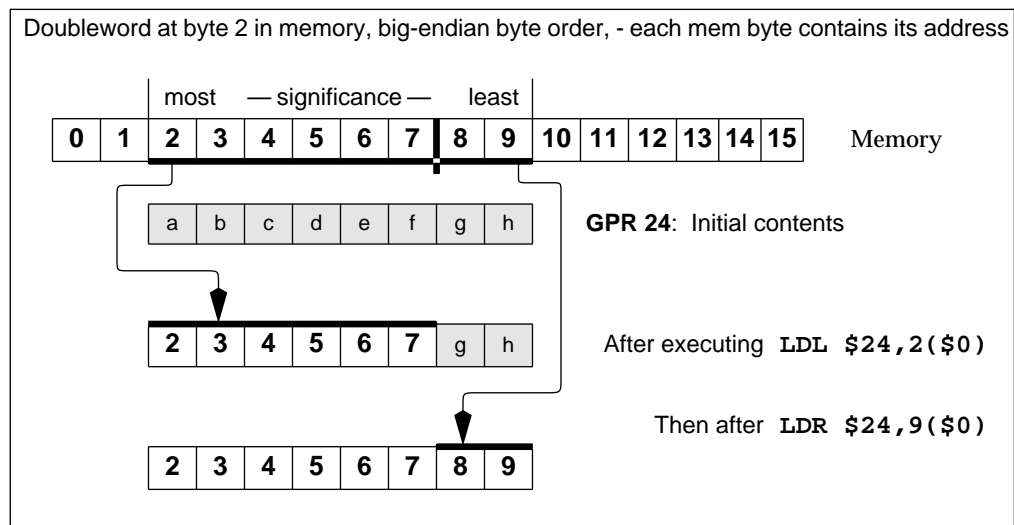 Doubleword at byte 2 in memory, big-endian byte order, - each mem byte contains its address
most — significance — least
0 1 2 3 4 5 6 7 8 9 10 11 12 13 14 15 Memory
a b c d e f g h GPR 24: Initial contents
2 3 4 5 6 7 g h After executing LDL $24,2($0)
Then after LDR $24,9($0)
2 3 4 5 6 7 8 9